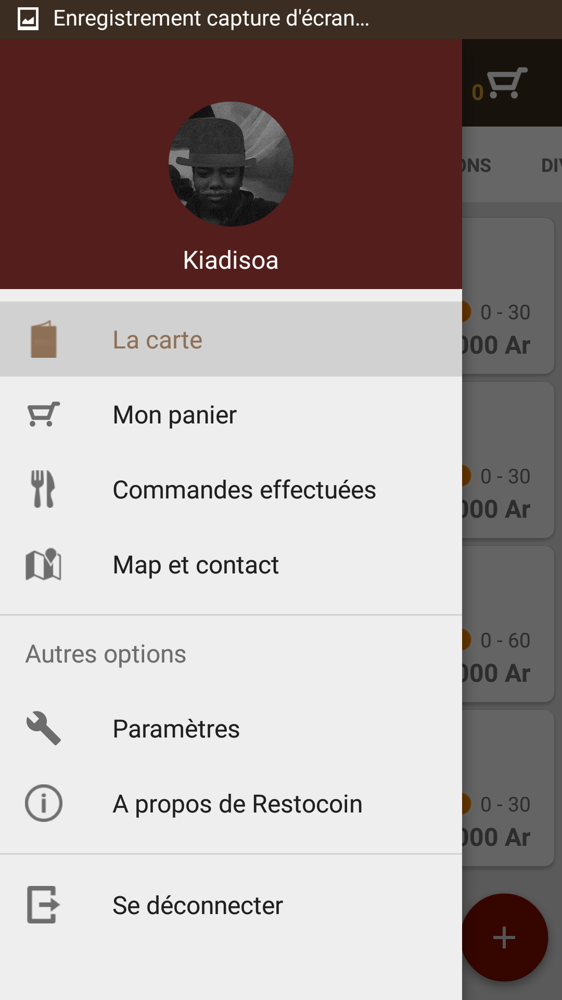 Enregistrement capture d'écran...
0
Kiadisoa
La carte
Mon panier
Commandes effectuées
Map et contact
Autres options
Paramètres
A propos de Restocoin
Se déconnecter
0 - 30
000 Ar
0 - 30
000 Ar
0 - 60
000 Ar
0 - 30
000 Ar